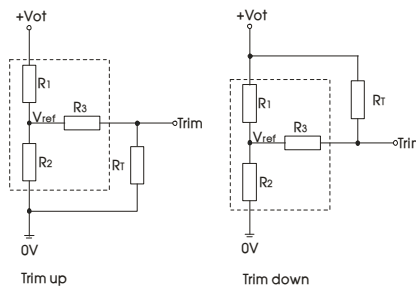 +Vot
R1
R3
Vref
Trim
R2
RT
0V
Trim up
+Vot
R1
RT
Vref
R3
Trim
R2
0V
Trim down